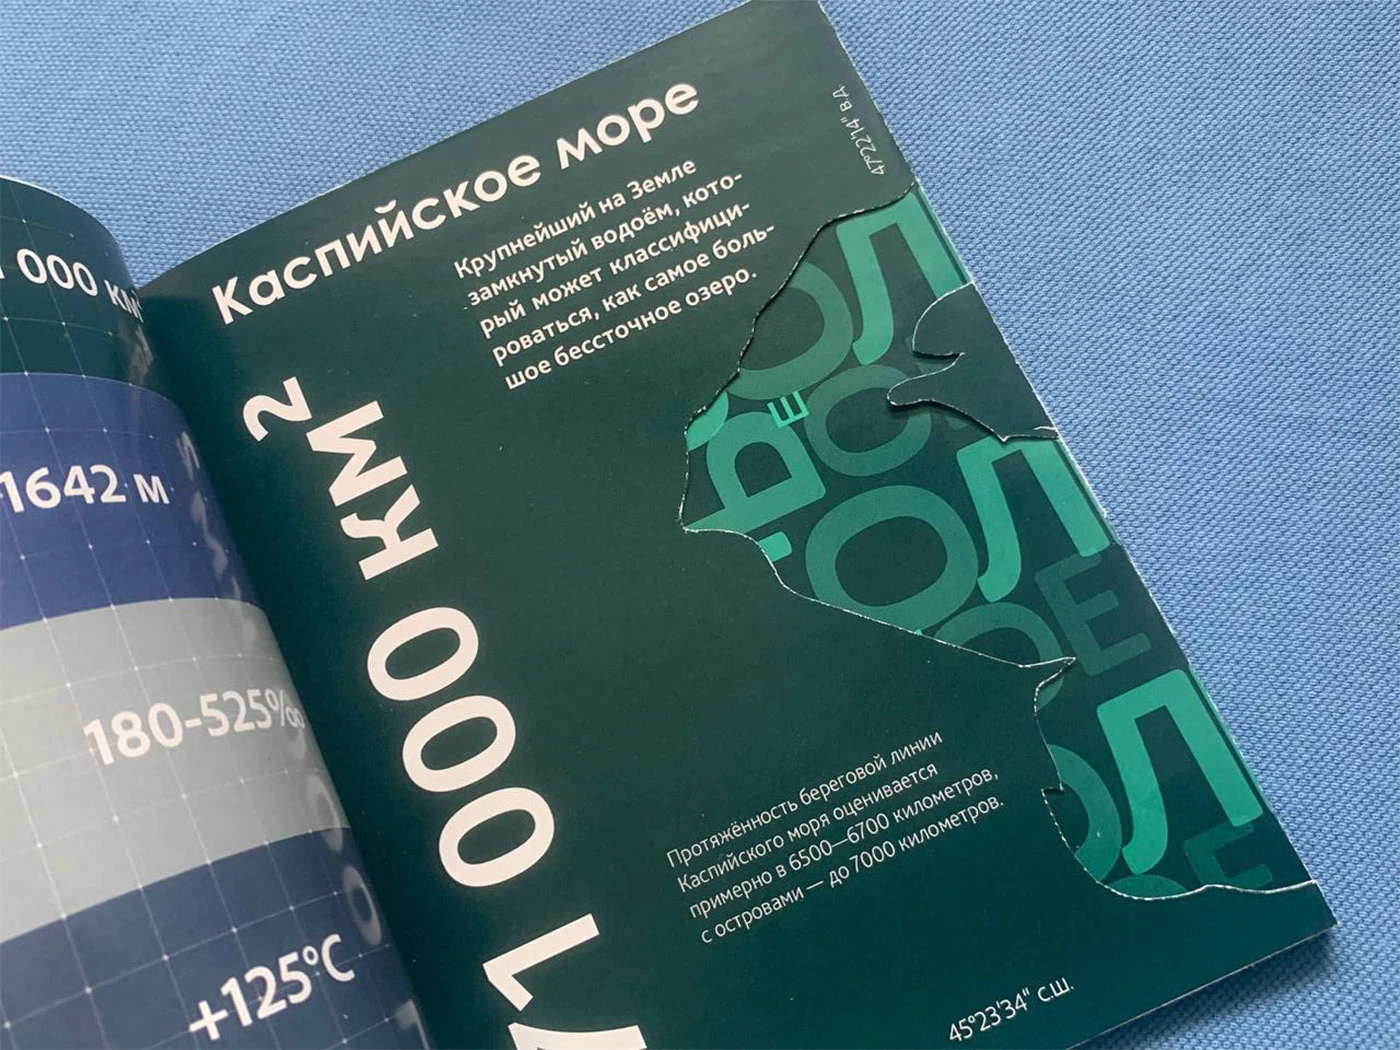 1 000 км
1642 м
180-525‰
+125°C
Каспийское море
Крупнейший на Земле
замкнутый водоём, кото-
рый может классифици-
роваться, как самое боль-
шое бессточное озеро.
47°22'14" В.Д.
1 000 КМ²
Протяжённость береговой линии
Каспийского моря оценивается
примерно в 6500—6700 километров,
с островами — до 7000 километров.
45°23'34" С.Ш.